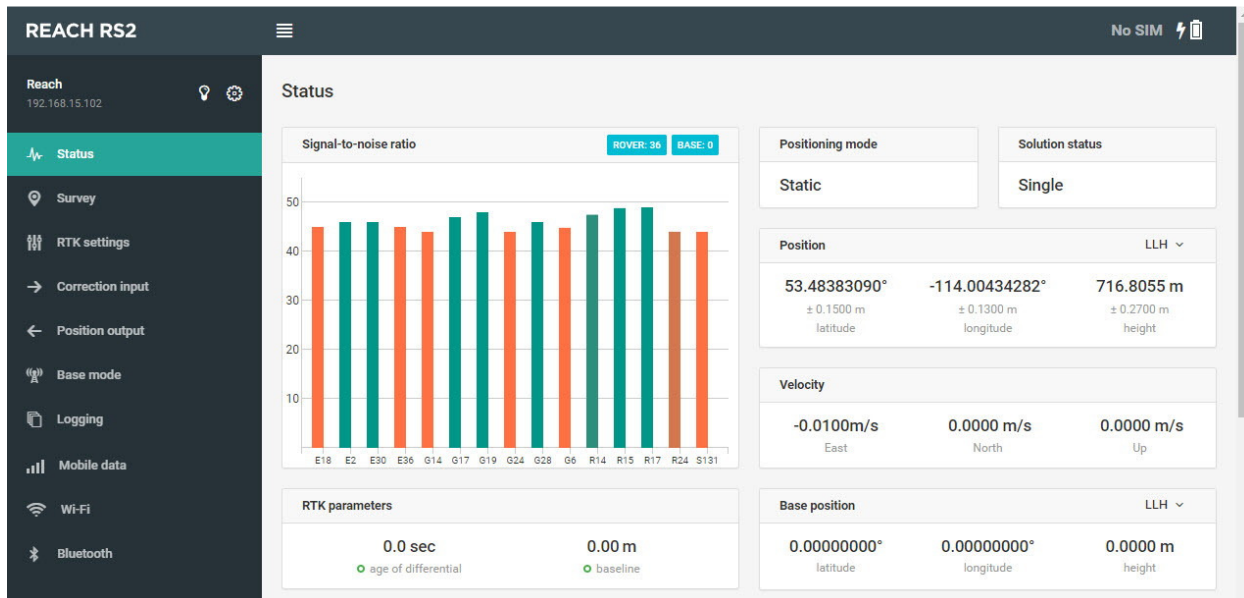 REACH RS2
No SIM
Reach
192.168.15.102
Status
Survey
RTK settings
Correction input
Position output
Base mode
Logging
Mobile data
Wi-Fi
Bluetooth
Status
Signal-to-noise ratio
ROVER: 36 BASE: 0
50
40
30
20
10
E18 E2 E30 E36 G14 G17 G19 G24 G28 G6 R14 R15 R17 R24 S131
RTK parameters
0.0 sec 0.00 m
age of differential baseline
Positioning mode
Static
Solution status
Single
Position LLH
53.48383090° -114.00434282° 716.8055 m
± 0.1500 m ± 0.1300 m ± 0.2700 m
latitude longitude height
Velocity
-0.0100m/s 0.0000 m/s 0.0000 m/s
East North Up
Base position LLH
0.00000000° 0.00000000° 0.0000 m
latitude longitude height